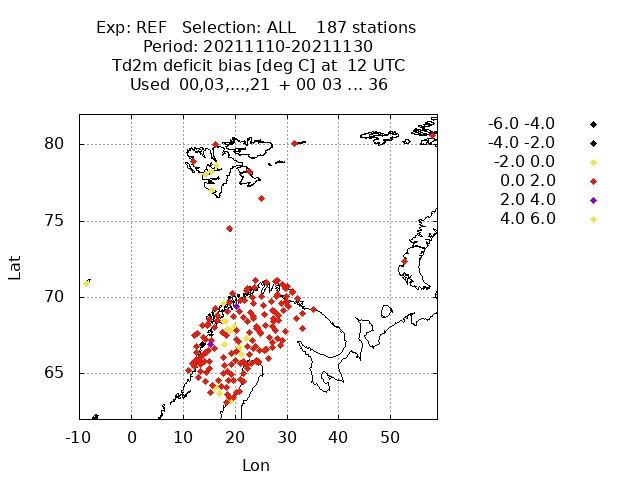 Exp: REF   Selection: ALL    187 stations
Period: 20211110-20211130
Td2m deficit bias [deg C] at  12 UTC
Used  00,03,...,21  + 00 03 ... 36
-6.0 -4.0
-4.0 -2.0
-2.0 0.0
0.0 2.0
2.0 4.0
4.0 6.0
80
75
70
65
Lat
-10 0 10 20 30 40 50
Lon